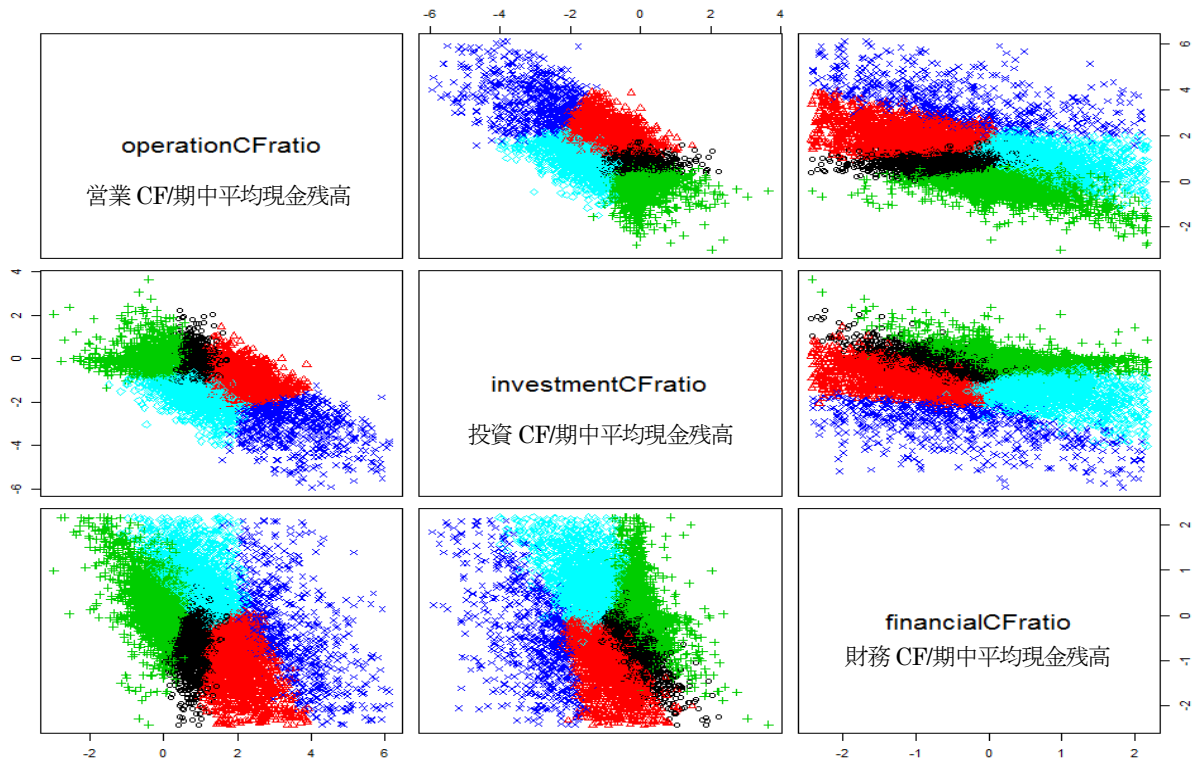 -6 -4 -2 0 2 4
operationCFratio
営業 CF/期中平均現金残高
6
4
2
0
-2
4
2
0
-2
-4
-6
investmentCFratio
投資 CF/期中平均現金残高
financialCFratio
財務 CF/期中平均現金残高
2
1
0
-1
-2
-2 0 2 4 6
-2 -1 0 1 2